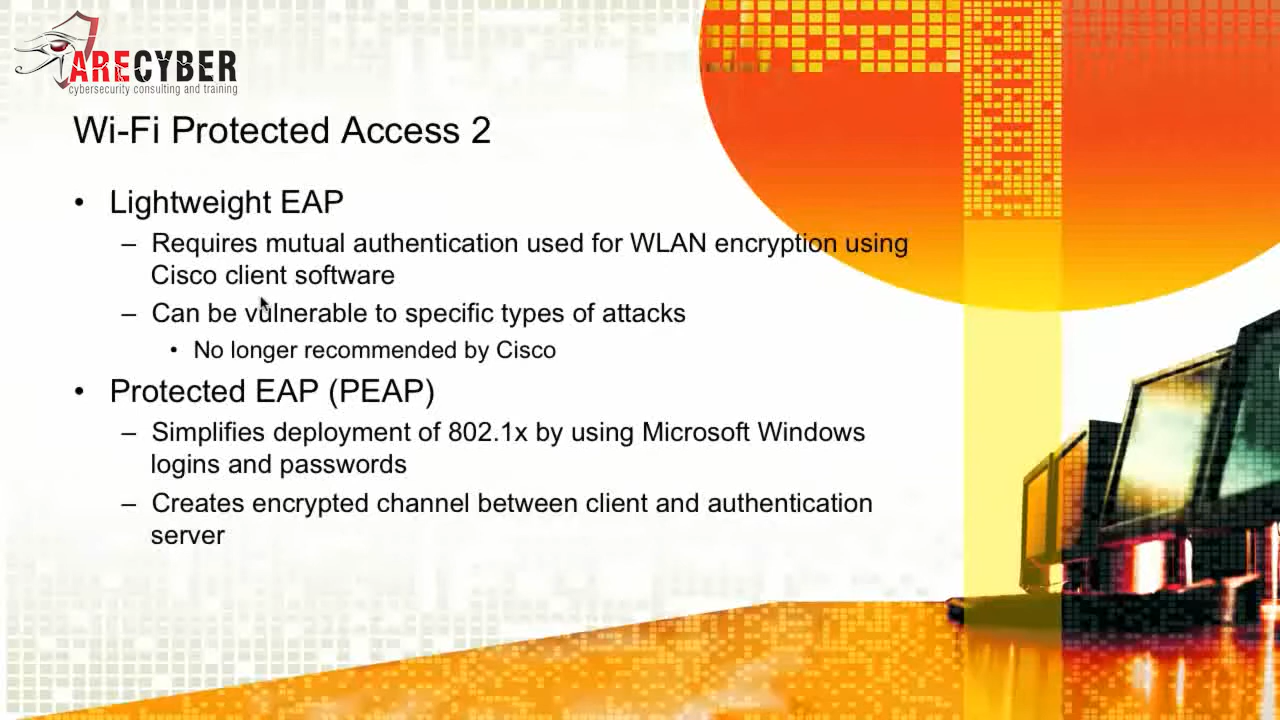 ARECYBER
cybersecurity consulting and training
Wi-Fi Protected Access 2
• Lightweight EAP
– Requires mutual authentication used for WLAN encryption using
Cisco client software
– Can be vulnerable to specific types of attacks
• No longer recommended by Cisco
• Protected EAP (PEAP)
– Simplifies deployment of 802.1x by using Microsoft Windows
logins and passwords
– Creates encrypted channel between client and authentication
server